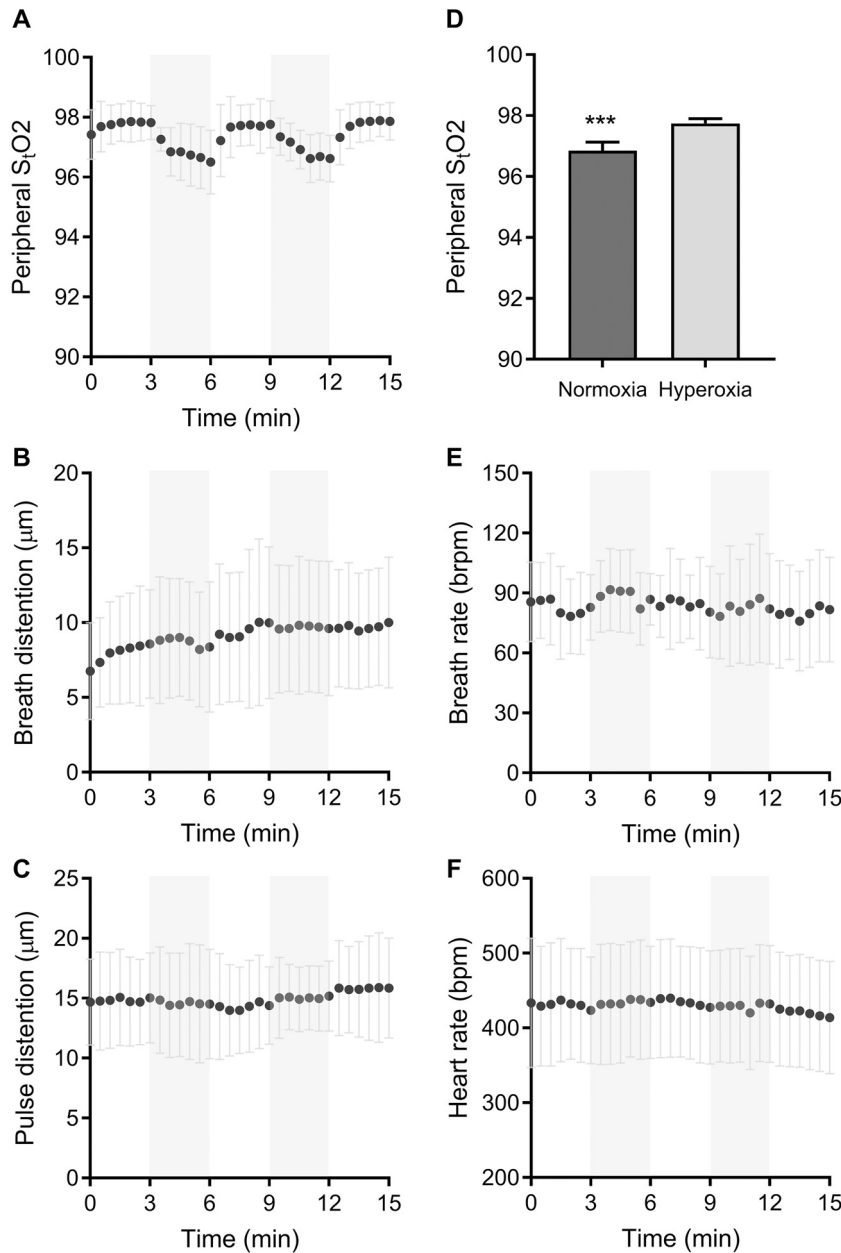 A
Peripheral StO2
100
98
96
94
92
90
0 3 6 9 12 15
Time (min)
D
Peripheral StO2
100
98
96
94
92
90
***
Normoxia Hyperoxia
B
Breath distention (μm)
20
15
10
5
0
0 3 6 9 12 15
Time (min)
E
Breath rate (brpm)
150
120
90
60
30
0
0 3 6 9 12 15
Time (min)
C
Pulse distention (μm)
25
20
15
10
5
0
0 3 6 9 12 15
Time (min)
F
Heart rate (bpm)
600
500
400
300
200
0 3 6 9 12 15
Time (min)